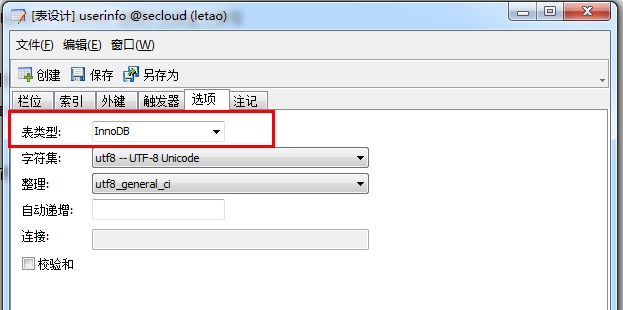 [表设计] userinfo @secloud (letao)
文件(F) 编辑(E) 窗口(W)
创建 保存 另存为
栏位 索引 外键 触发器 选项 注记
表类型: InnoDB
字符集: utf8 -- UTF-8 Unicode
整理: utf8_general_ci
自动递增:
连接:
校验和